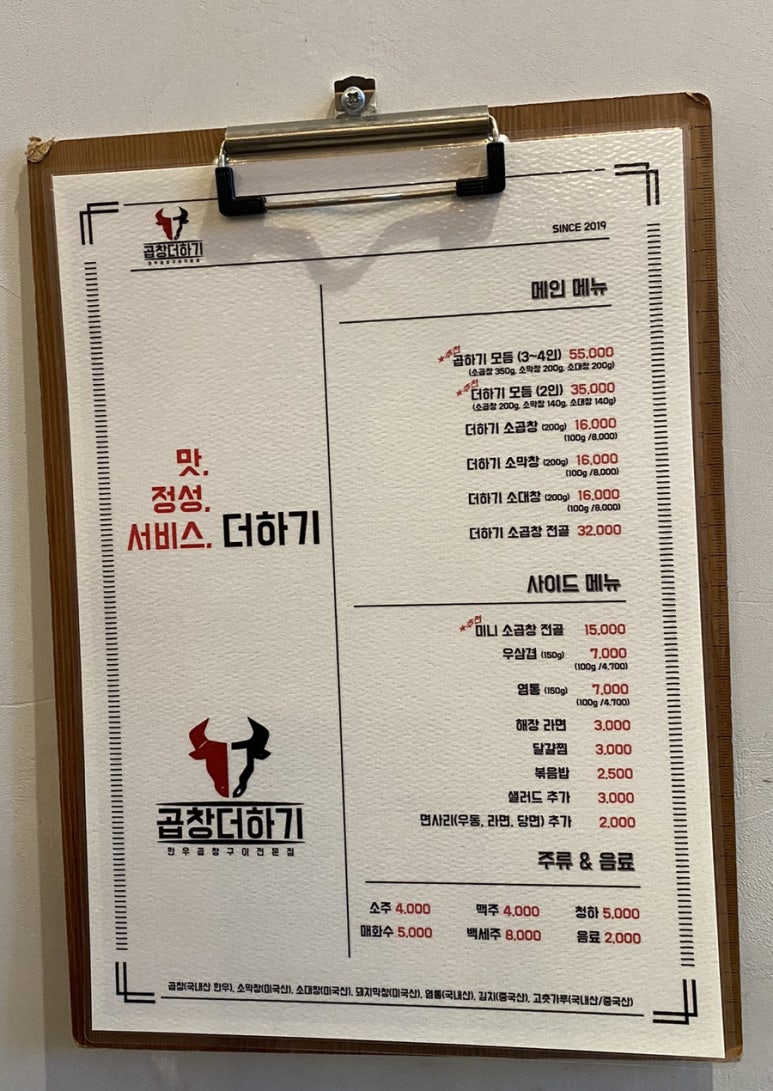 곱창더하기
SINCE 2019
맛,
정성,
서비스, 더하기
곱창더하기
한우곱창구이전문점
메인 메뉴
★추천
곱하기 모듬 (3~4인) 55,000
(소곱창 350g, 소막창 200g, 소대창 200g)
★추천
더하기 모듬 (2인) 35,000
(소곱창 200g, 소막창 140g, 소대창 140g)
더하기 소곱창 (200g) 16,000
(100g /8,000)
더하기 소막창 (200g) 16,000
(100g /8,000)
더하기 소대창 (200g) 16,000
(100g /8,000)
더하기 소곱창 전골 32,000
사이드 메뉴
★추천
미니 소곱창 전골 15,000
우삼겹 (150g) 7,000
(100g /4,700)
염통 (150g) 7,000
(100g /4,700)
해장 라면 3,000
달걀찜 3,000
볶음밥 2,500
샐러드 추가 3,000
면사리(우동, 라면, 당면) 추가 2,000
주류 & 음료
소주 4,000 맥주 4,000 청하 5,000
매화수 5,000 백세주 8,000 음료 2,000
곱창(국내산 한우), 소막창(미국산), 소대창(미국산), 돼지막창(미국산), 염통(국내산), 김치(중국산), 고춧가루(국내산/중국산)